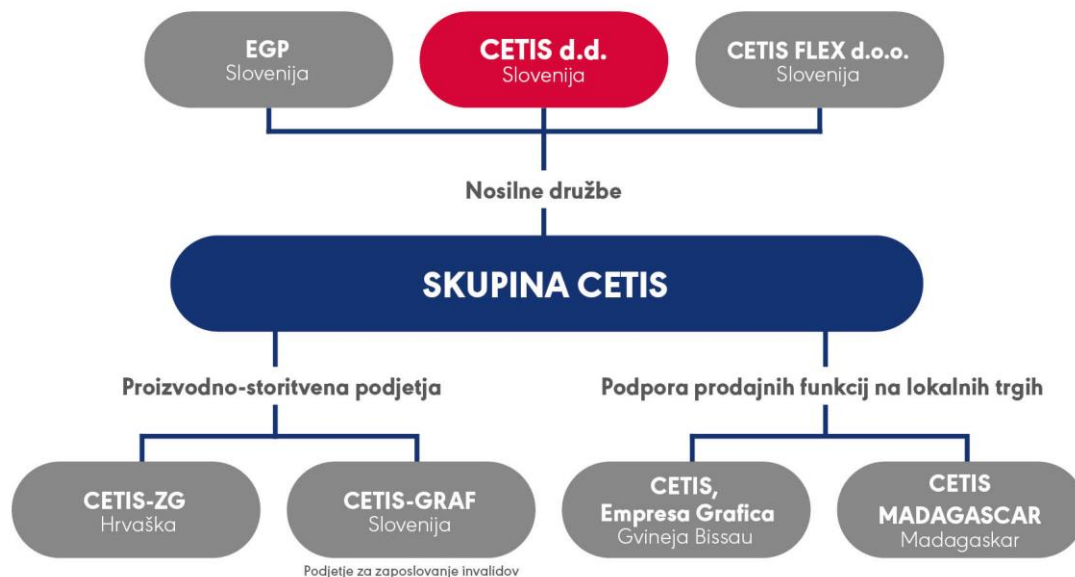 EGP
Slovenija
CETIS d.d.
Slovenija
CETIS FLEX d.o.o.
Slovenija
Nosilne družbe
SKUPINA CETIS
Proizvodno-storitvena podjetja
Podpora prodajnih funkcij na lokalnih trgih
CETIS-ZG
Hrvaška
CETIS-GRAF
Slovenija
Podjetje za zaposlovanje invalidov
CETIS,
Empresa Grafica
Gvineja Bissau
CETIS
MADAGASCAR
Madagaskar